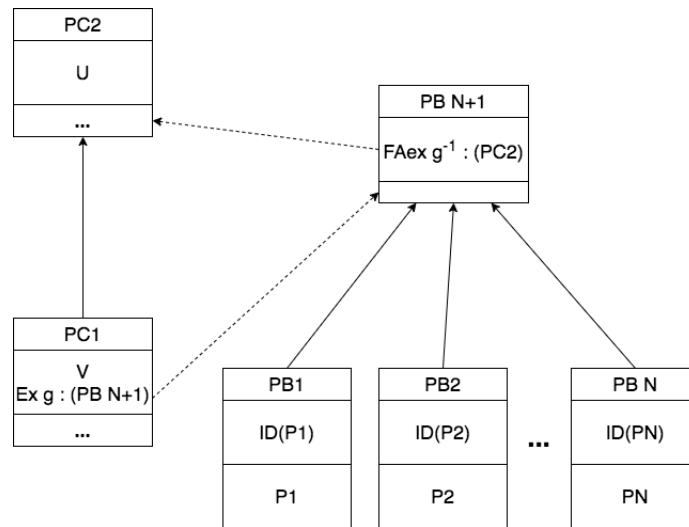 PC2
U
...
PB N+1
FAex g⁻¹ : (PC2)
PC1
V
Ex g : (PB N+1)
...
PB1
ID(P1)
P1
PB2
ID(P2)
P2
...
PB N
ID(PN)
PN